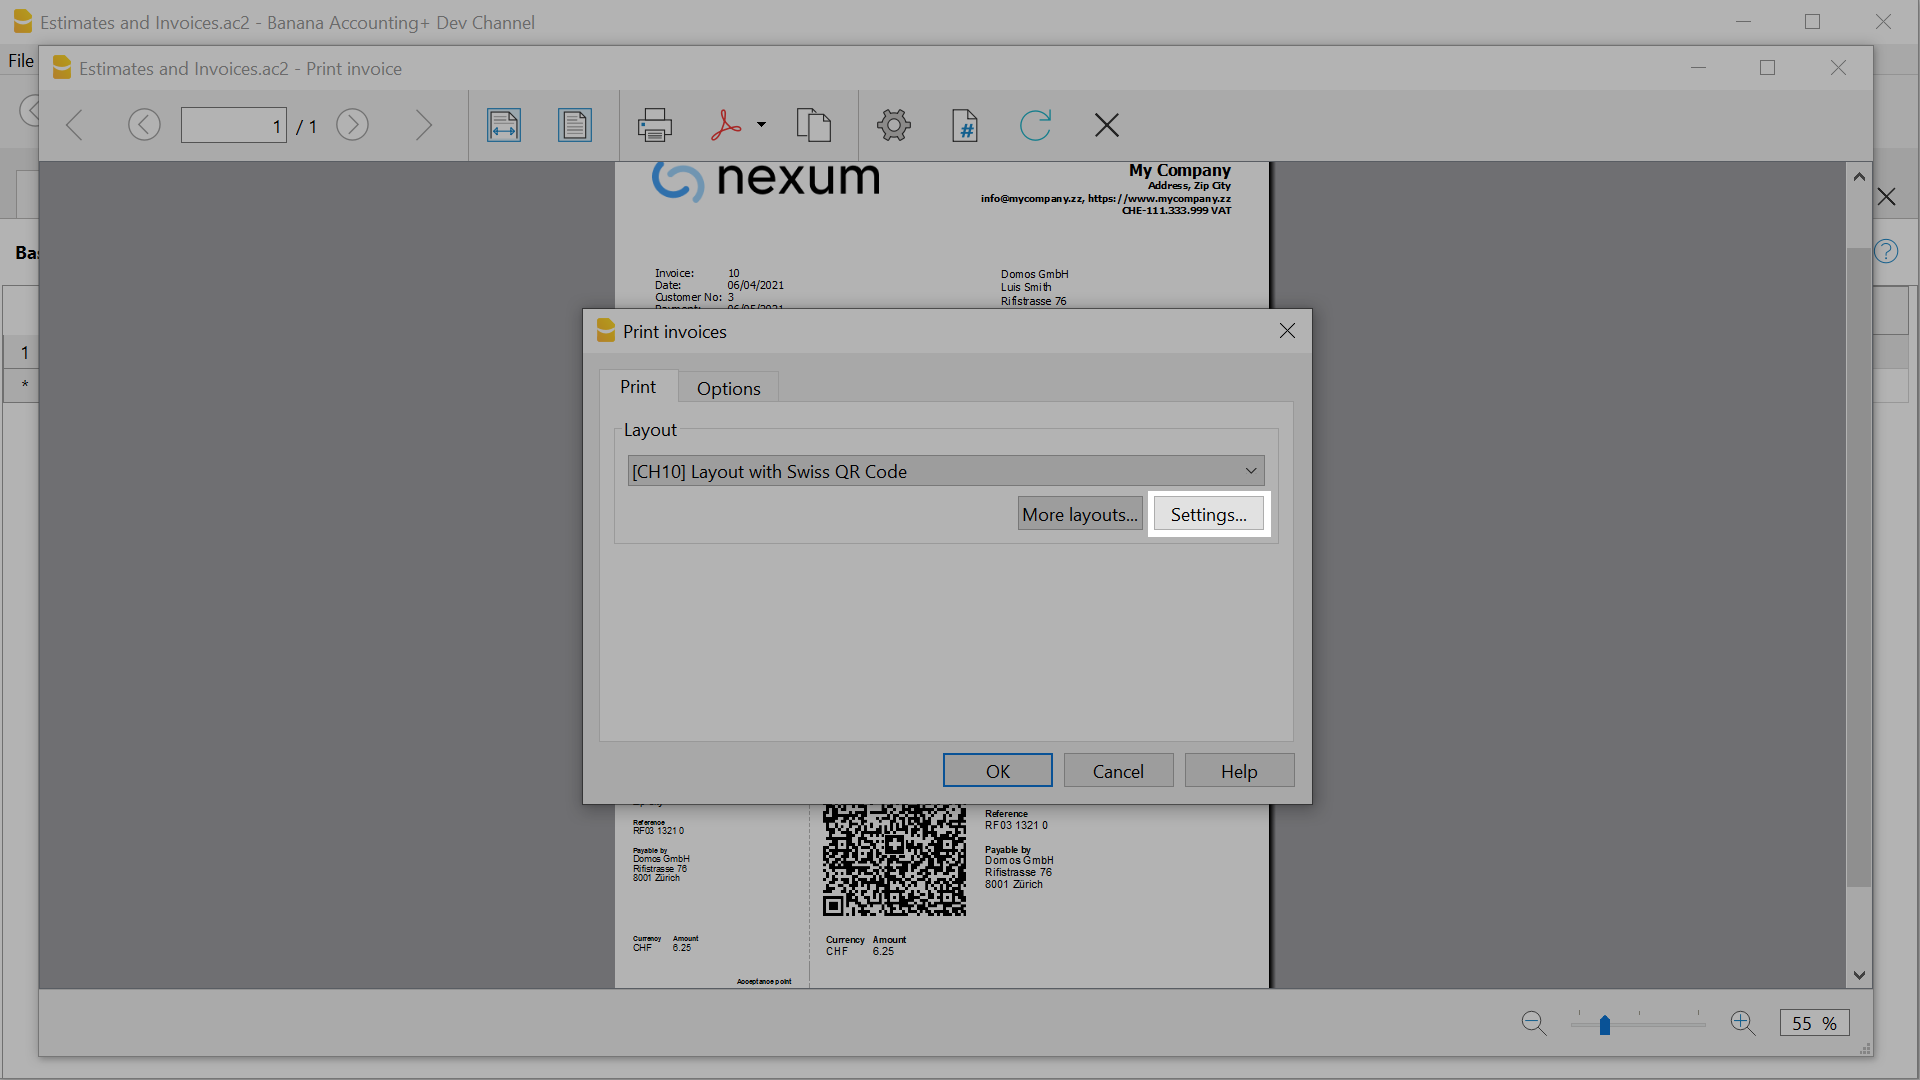 Estimates and Invoices.ac2 - Banana Accounting+ Dev Channel
File
Estimates and Invoices.ac2 - Print invoice
1 / 1
#
nexum
My Company
Address, Zip City
info@mycompany.zz, https://www.mycompany.zz
CHE-111.333.999 VAT
?
Invoice: 10
Date: 06/04/2021
Customer No: 3
Domos GmbH
Luis Smith
Rifistrasse 76
1
*
Print invoices
Print
Options
Layout
[CH10] Layout with Swiss QR Code
More layouts...
Settings...
OK
Cancel
Help
Reference
RF03 1321 0
Payable by
Domos GmbH
Rifistrasse 76
8001 Zürich
Currency Amount
CHF 6.25
Acceptance point
Reference
RF03 1321 0
Payable by
Domos GmbH
Rifistrasse 76
8001 Zürich
Currency Amount
CHF 6.25
55 %